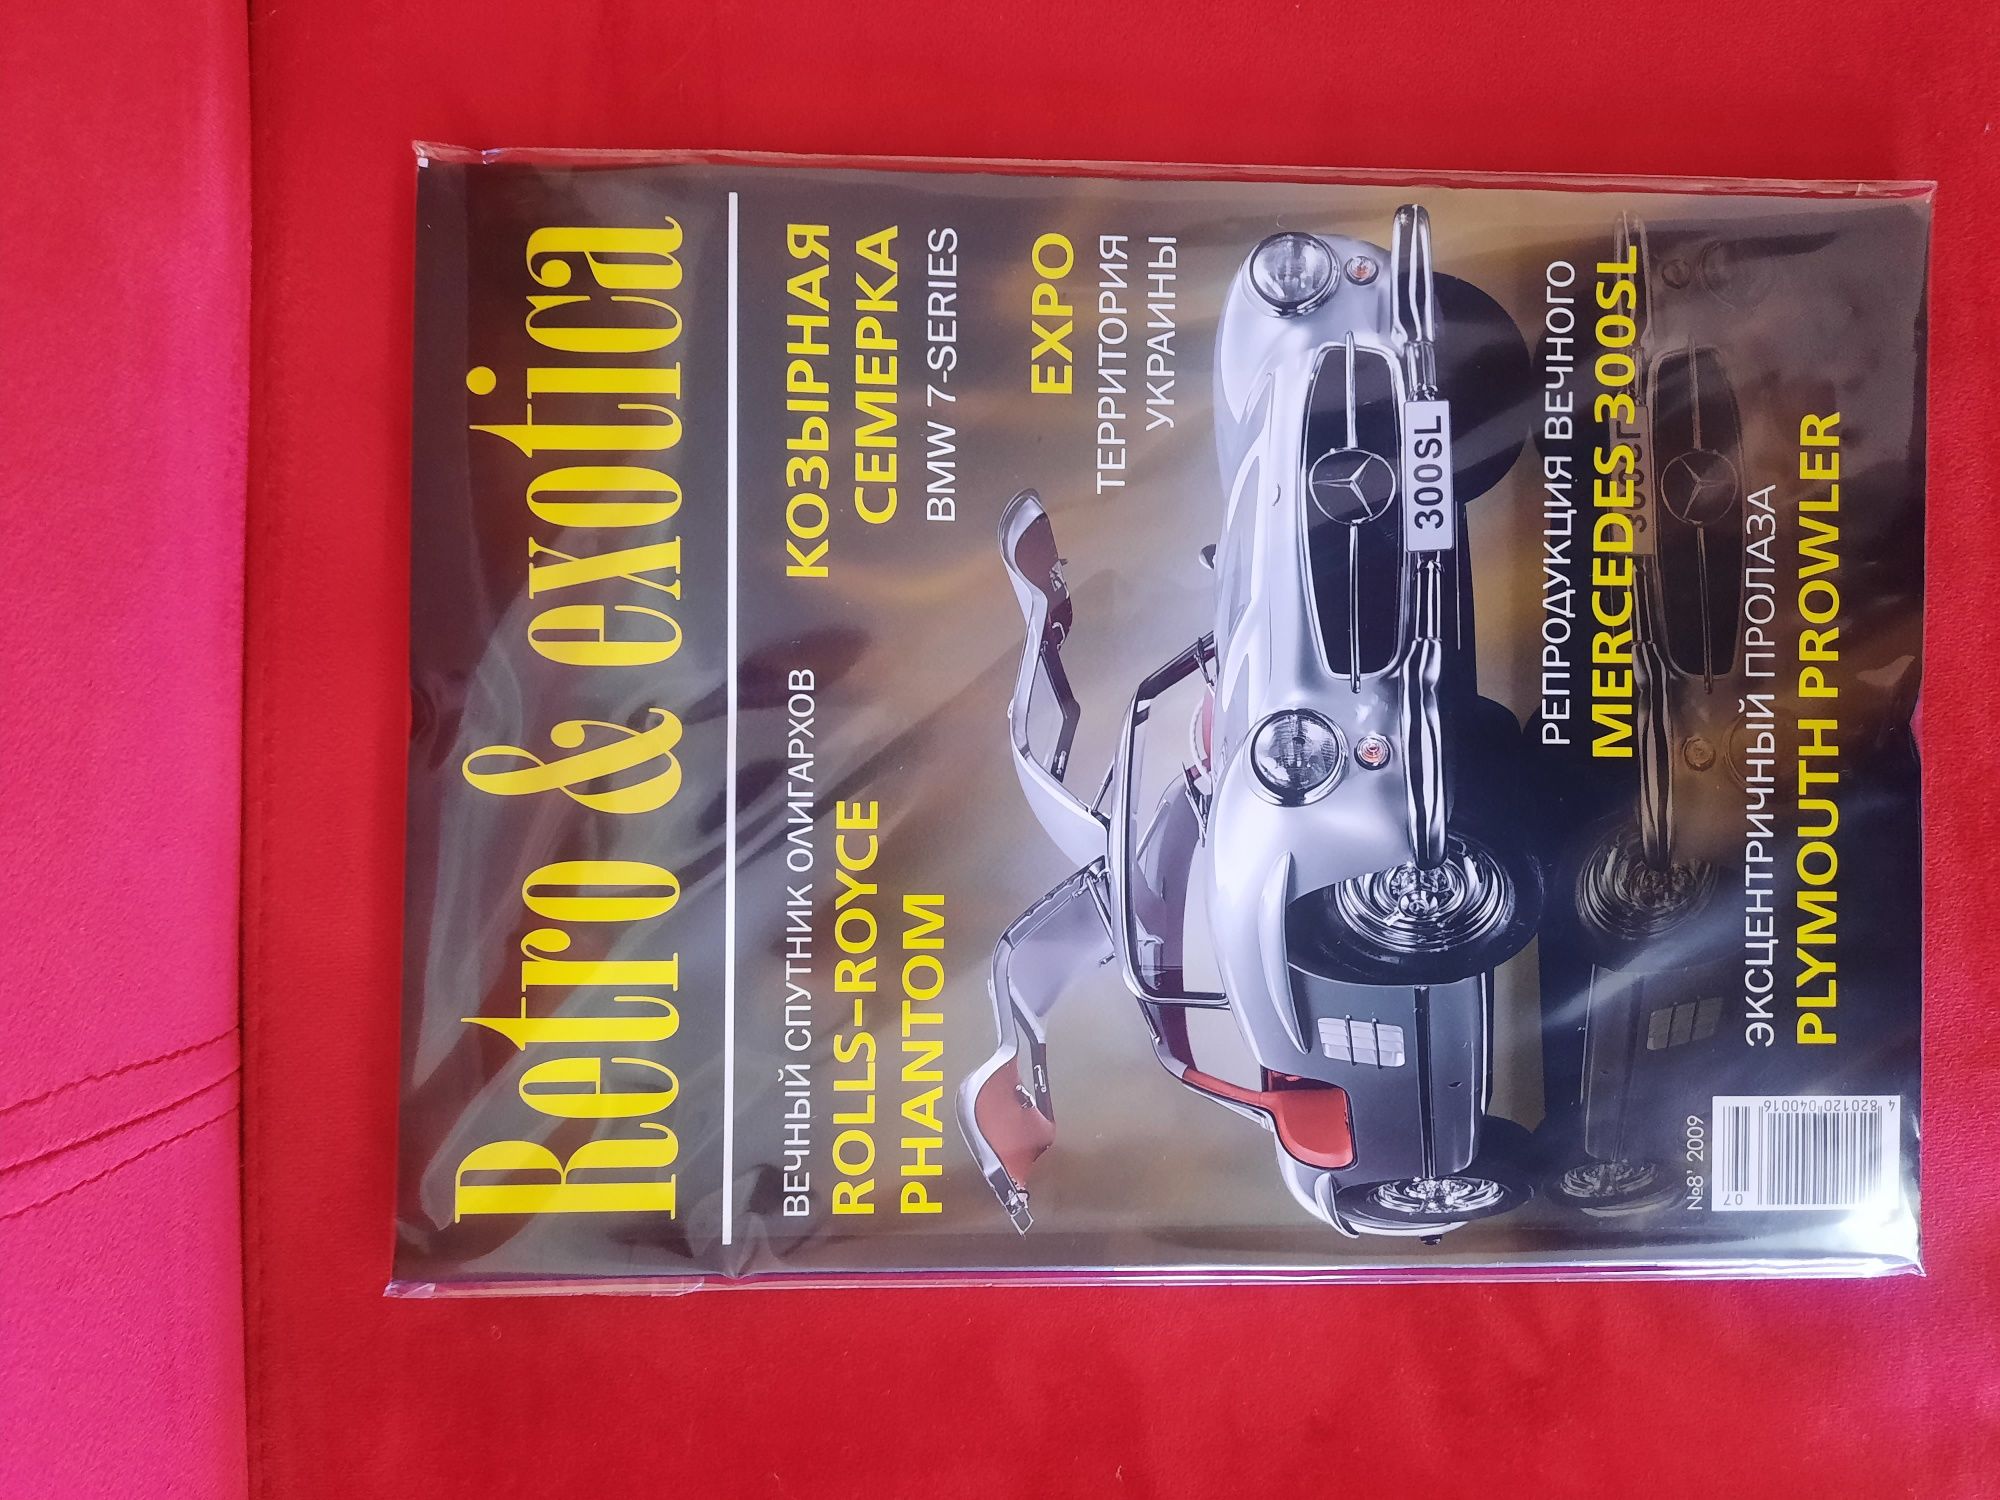 Retro & exotica
ВЕЧНЫЙ СПУТНИК ОЛИГАРХОВ
ROLLS-ROYCE
PHANTOM
КОЗЫРНАЯ
СЕМЕРКА
BMW 7-SERIES
EXPO
ТЕРРИТОРИЯ
УКРАИНЫ
300SL
РЕПРОДУКЦИЯ ВЕЧНОГО
MERCEDES 300SL
ЭКСЦЕНТРИЧНЫЙ ПРОЛАЗА
PLYMOUTH PROWLER
№8' 2009
07
4 820120 040016